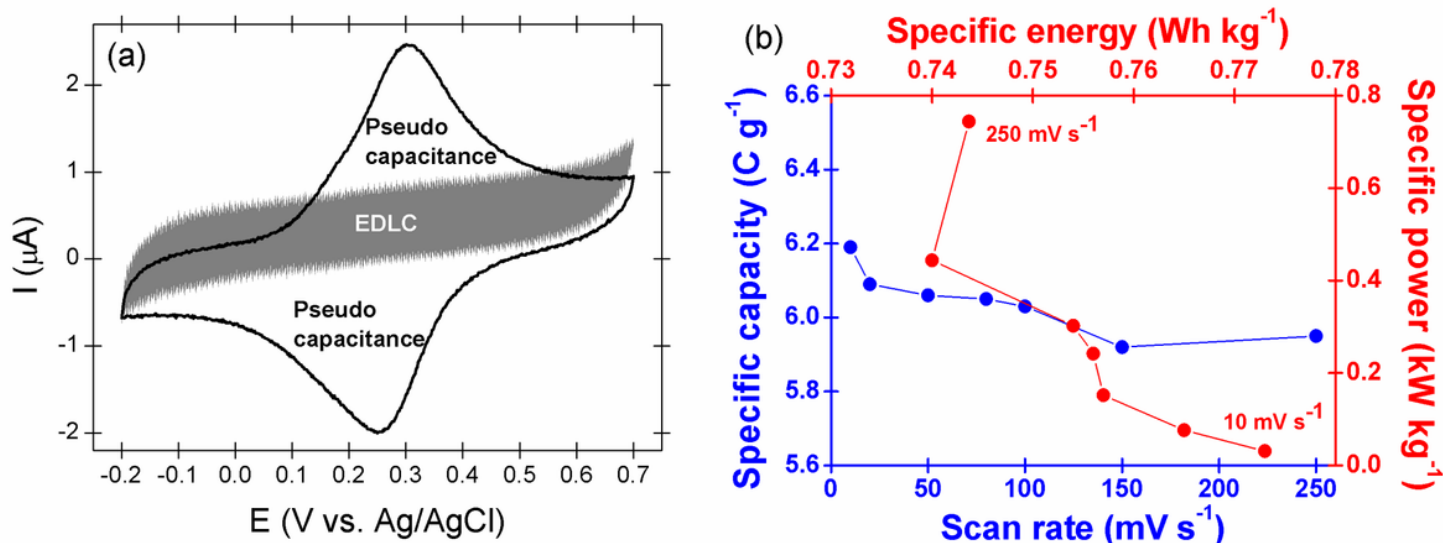 (a)
2
1
0
-1
-2
I (μA)
Pseudo
capacitance
EDLC
Pseudo
capacitance
-0.2 -0.1 0.0 0.1 0.2 0.3 0.4 0.5 0.6 0.7
E (V vs. Ag/AgCl)
(b)
Specific energy (Wh kg⁻¹)
0.73 0.74 0.75 0.76 0.77 0.78
6.6
6.4
6.2
6.0
5.8
5.6
Specific capacity (C g⁻¹)
250 mV s⁻¹
10 mV s⁻¹
0.8
0.6
0.4
0.2
0.0
Specific power (kW kg⁻¹)
0 50 100 150 200 250
Scan rate (mV s⁻¹)